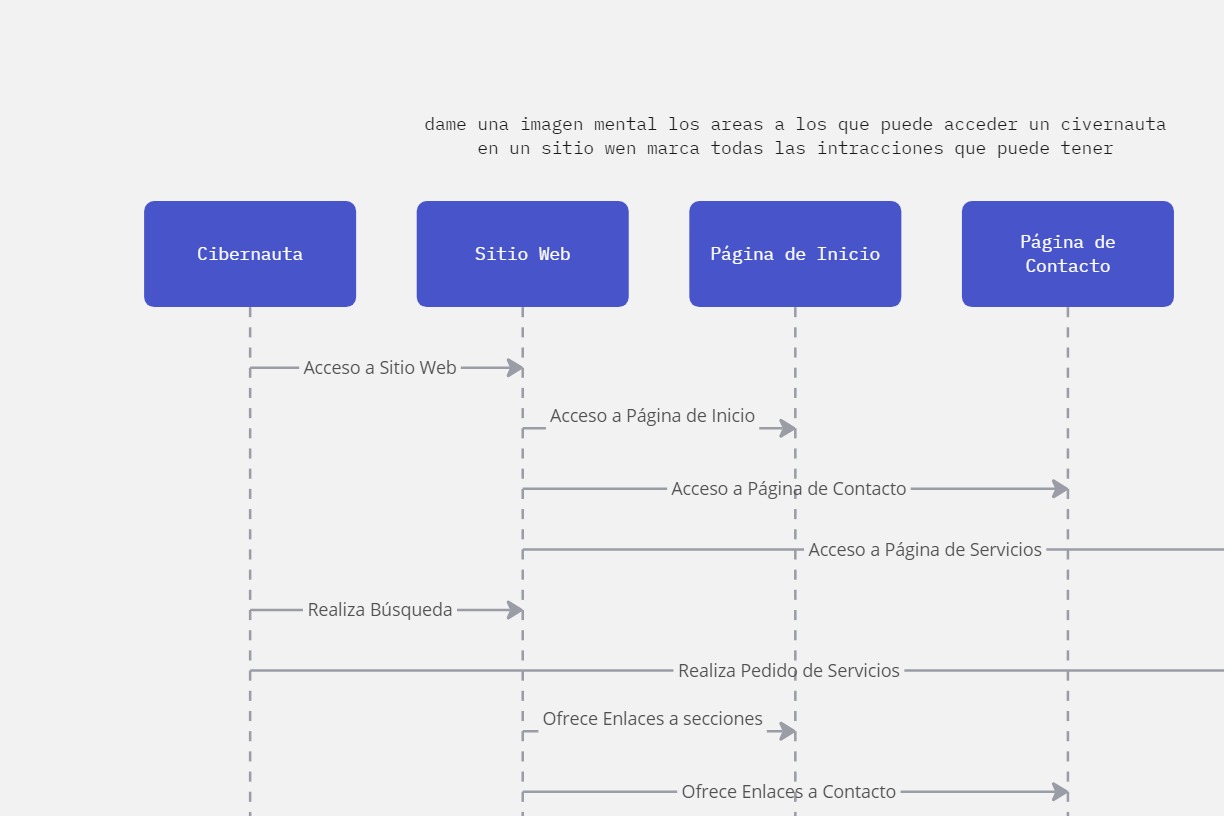 dame una imagen mental los areas a los que puede acceder un civernauta
en un sitio wen marca todas las intracciones que puede tener
Cibernauta
Sitio Web
Página de Inicio
Página de
Contacto
Acceso a Sitio Web
Acceso a Página de Inicio
Acceso a Página de Contacto
Acceso a Página de Servicios
Realiza Búsqueda
Realiza Pedido de Servicios
Ofrece Enlaces a secciones
Ofrece Enlaces a Contacto